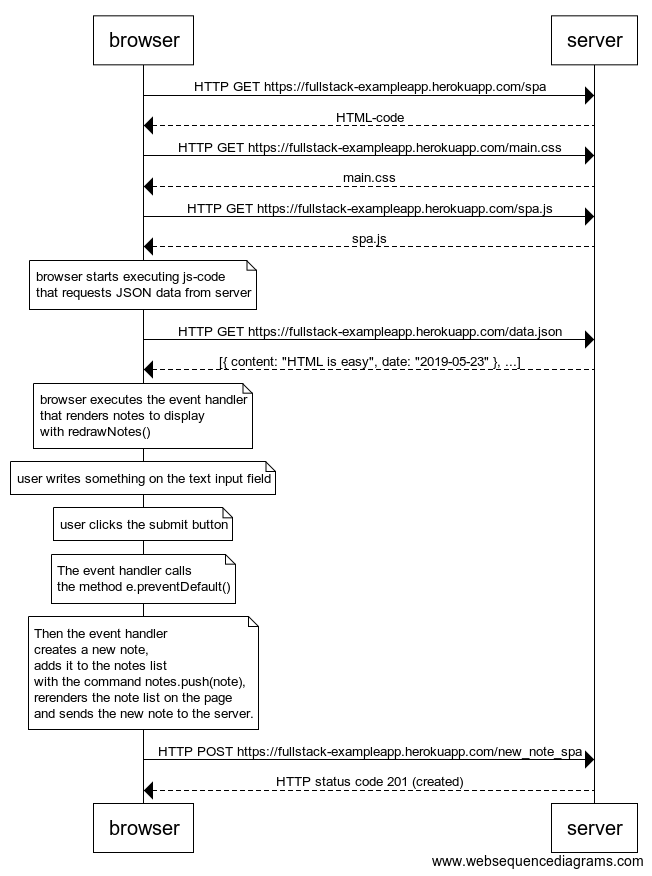 browser
server
HTTP GET https://fullstack-exampleapp.herokuapp.com/spa
HTML-code
HTTP GET https://fullstack-exampleapp.herokuapp.com/main.css
main.css
HTTP GET https://fullstack-exampleapp.herokuapp.com/spa.js
spa.js
browser starts executing js-code
that requests JSON data from server
HTTP GET https://fullstack-exampleapp.herokuapp.com/data.json
[{ content: "HTML is easy", date: "2019-05-23" }, ...]
browser executes the event handler
that renders notes to display
with redrawNotes()
user writes something on the text input field
user clicks the submit button
The event handler calls
the method e.preventDefault()
Then the event handler
creates a new note,
adds it to the notes list
with the command notes.push(note),
rerenders the note list on the page
and sends the new note to the server.
HTTP POST https://fullstack-exampleapp.herokuapp.com/new_note_spa
HTTP status code 201 (created)
browser
server
www.websequencediagrams.com